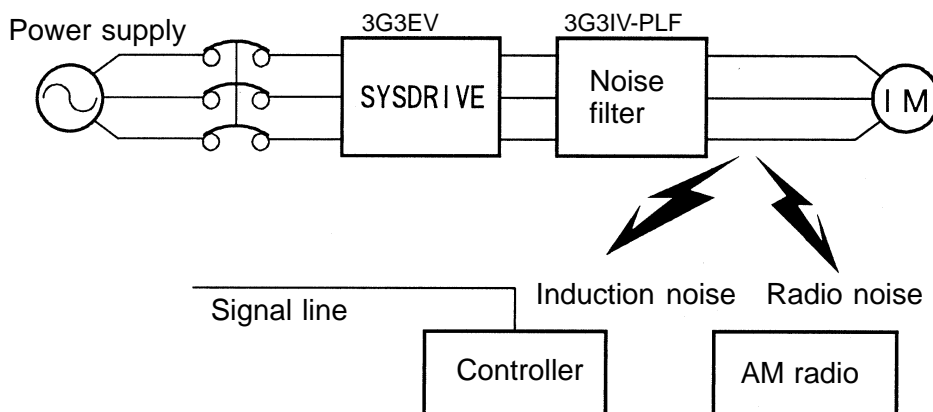 Power supply
3G3EV
3G3IV-PLF
SYSDRIVE
Noise
filter
IM
Induction noise
Radio noise
Signal line
Controller
AM radio